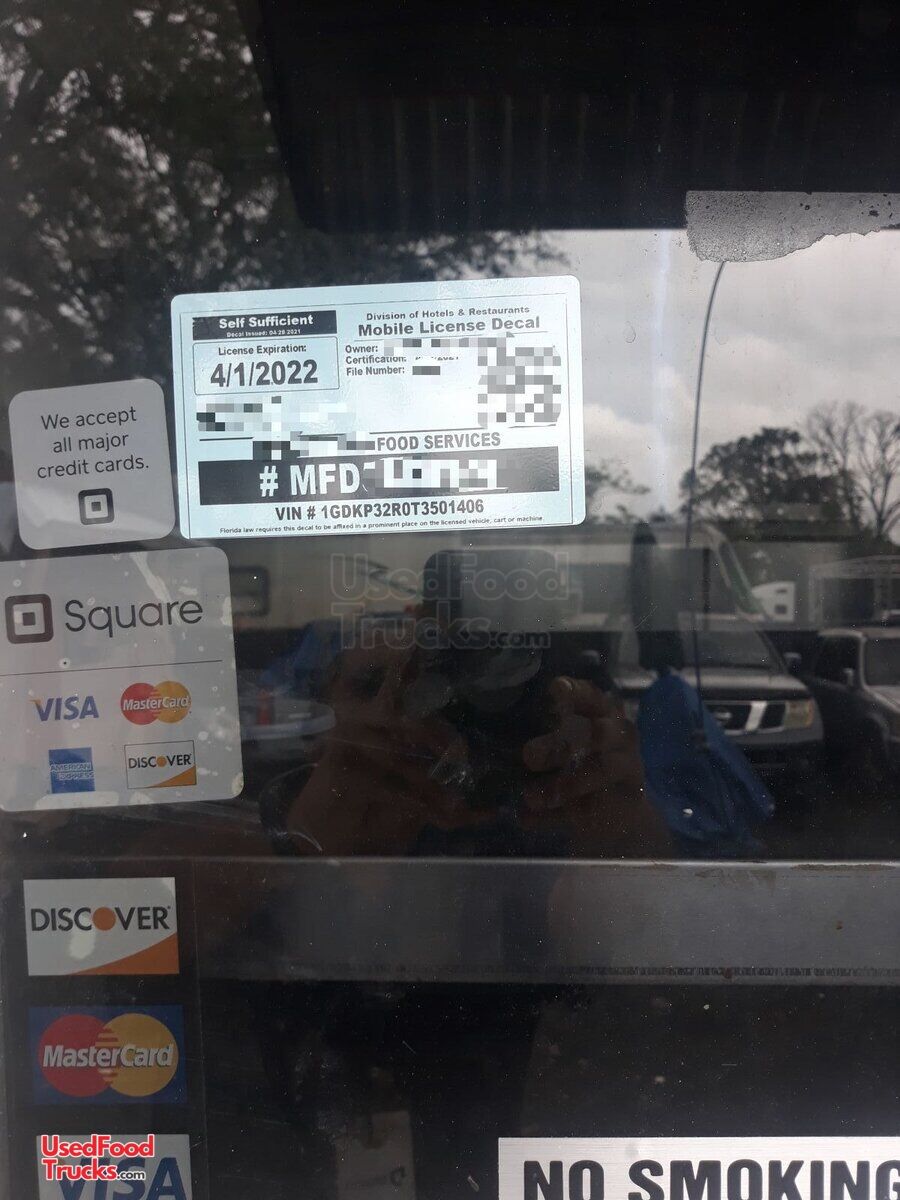 Self Sufficient
Decal Issued: 04/28/2021
License Expiration:
4/1/2022
Division of Hotels & Restaurants
Mobile License Decal
Owner:
Certification:
File Number:
FOOD SERVICES
# MFD
VIN # 1GDKP32R0T3501406
Florida law requires this decal to be affixed in a prominent place on the licensed vehicle, cart or machine.
We accept
all major
credit cards.
Square
VISA MasterCard
AMERICAN EXPRESS DISCOVER
UsedFood
Trucks.com
DISCOVER
MasterCard
VISA
UsedFood
Trucks.com
NO SMOKING